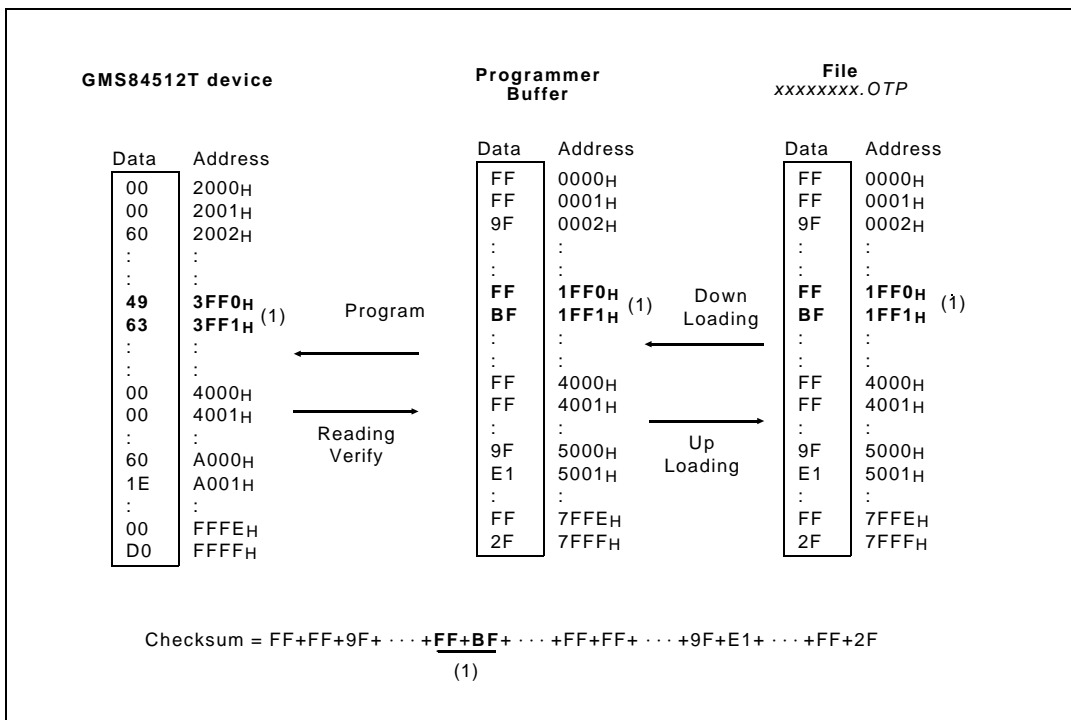 GMS84512T device
Programmer
Buffer
File
xxxxxxxx.OTP
Data Address
00 2000H
00 2001H
60 2002H
: :
: :
49 3FF0H (1)
63 3FF1H
: :
: :
00 4000H
00 4001H
: :
60 A000H
1E A001H
: :
00 FFFEH
D0 FFFFH
Program
Reading
Verify
Data Address
FF 0000H
FF 0001H
9F 0002H
: :
: :
FF 1FF0H (1)
BF 1FF1H
: :
: :
FF 4000H
FF 4001H
: :
9F 5000H
E1 5001H
: :
FF 7FFEH
2F 7FFFH
Down
Loading
Up
Loading
Data Address
FF 0000H
FF 0001H
9F 0002H
: :
: :
FF 1FF0H (1)
BF 1FF1H
: :
: :
FF 4000H
FF 4001H
: :
9F 5000H
E1 5001H
: :
FF 7FFEH
2F 7FFFH
Checksum = FF+FF+9F+ ··· +FF+BF+ ··· +FF+FF+ ··· +9F+E1+ ··· +FF+2F
(1)